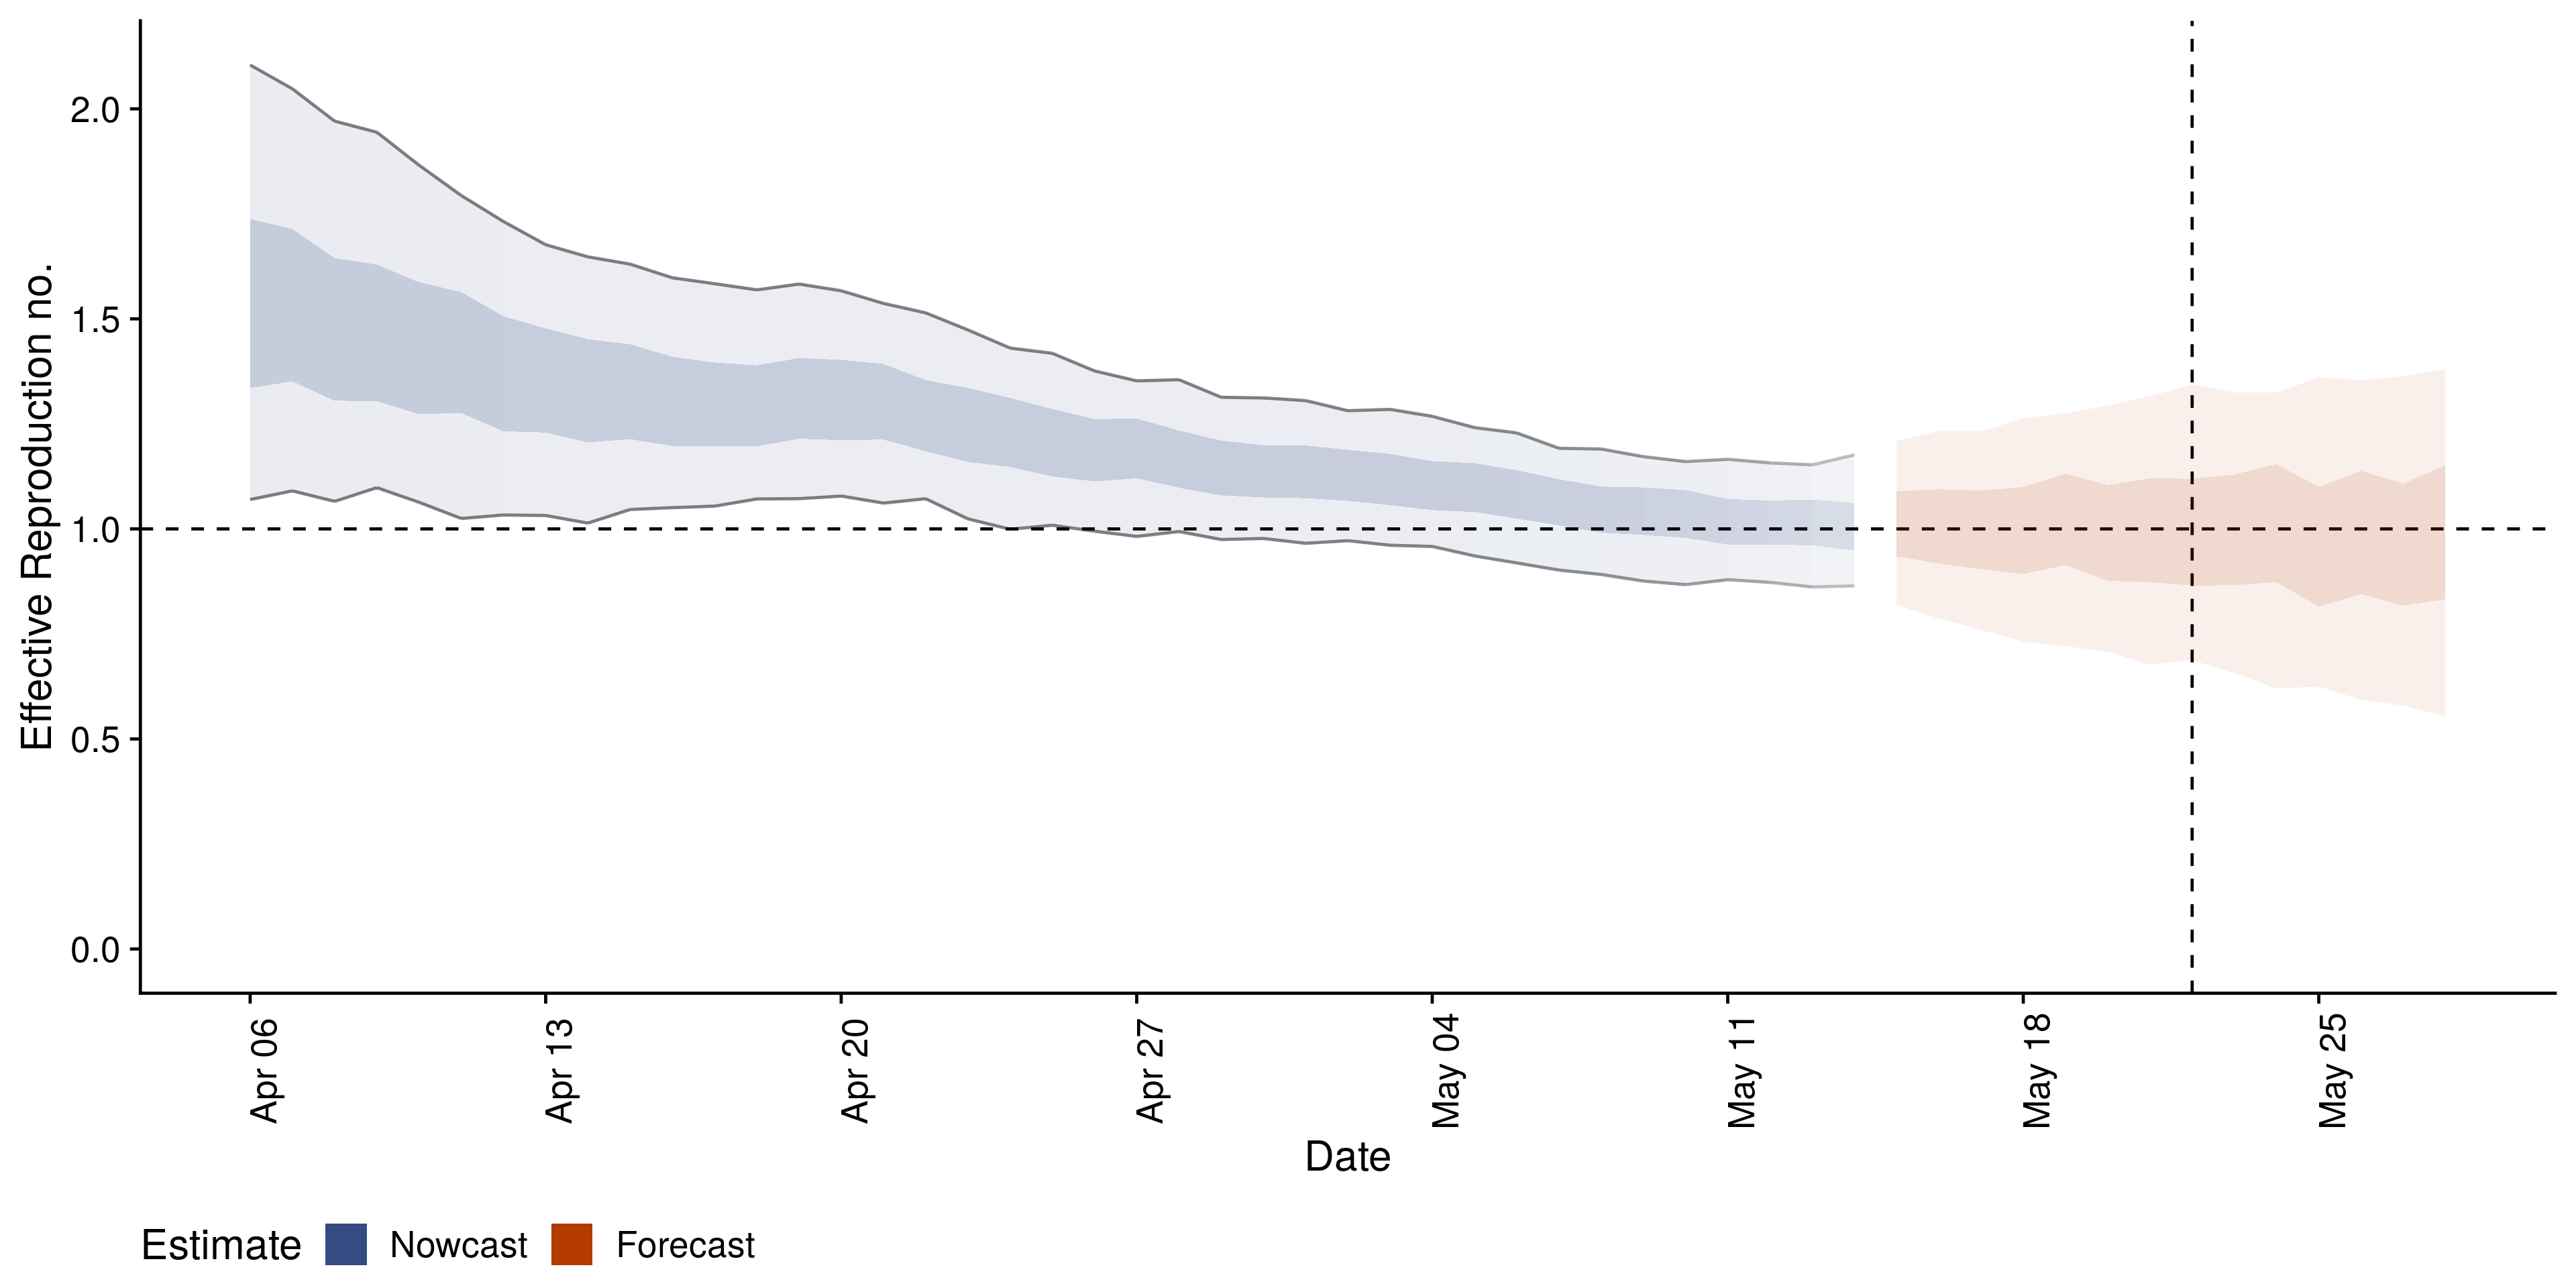 Effective Reproduction no.
2.0
1.5
1.0
0.5
0.0
Apr 06
Apr 13
Apr 20
Apr 27
May 04
May 11
May 18
May 25
Date
Estimate Nowcast Forecast